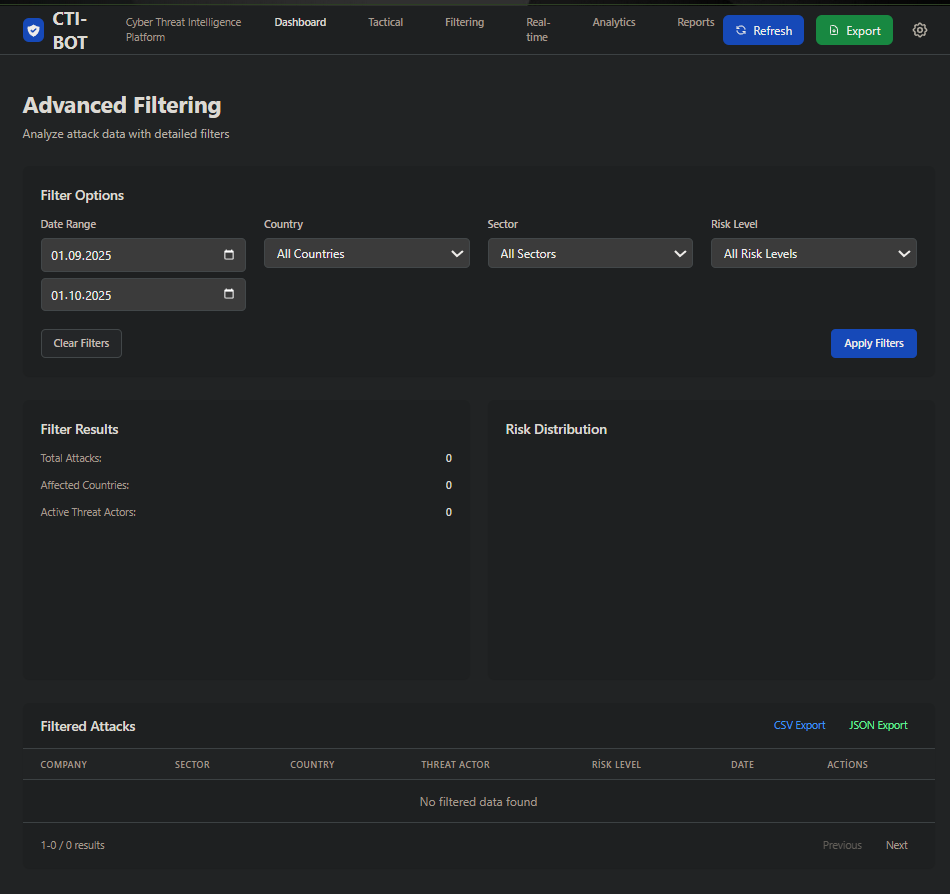 CTI-
BOT
Cyber Threat Intelligence
Platform
Dashboard
Tactical
Filtering
Real-
time
Analytics
Reports
Refresh
Export
Advanced Filtering
Analyze attack data with detailed filters
Filter Options
Date Range
Country
Sector
Risk Level
01.09.2025
All Countries
All Sectors
All Risk Levels
01.10.2025
Clear Filters
Apply Filters
Filter Results
Total Attacks: 0
Affected Countries: 0
Active Threat Actors: 0
Risk Distribution
Filtered Attacks
CSV Export
JSON Export
COMPANY SECTOR COUNTRY THREAT ACTOR RİSK LEVEL DATE ACTİONS
No filtered data found
1-0 / 0 results
Previous
Next